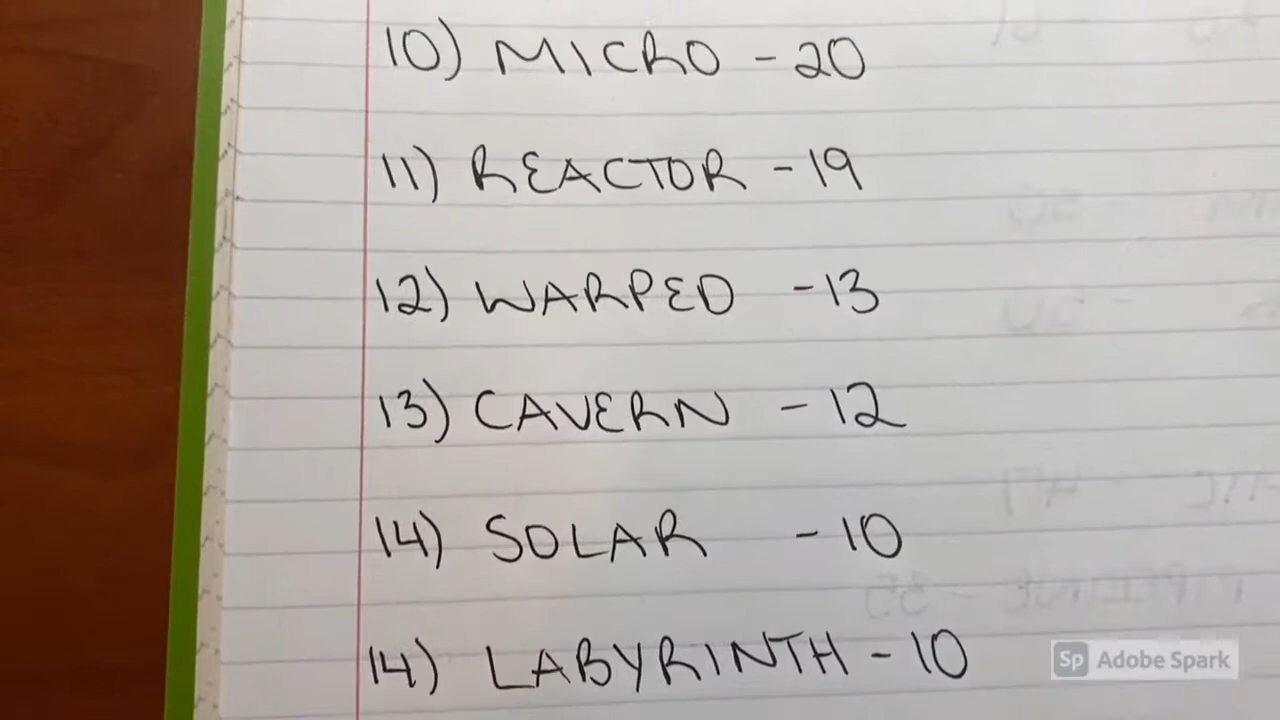 10) MICRO - 20
11) REACTOR - 19
12) WARPED - 13
13) CAVERN - 12
14) SOLAR - 10
14) LABYRINTH - 10
Sp Adobe Spark